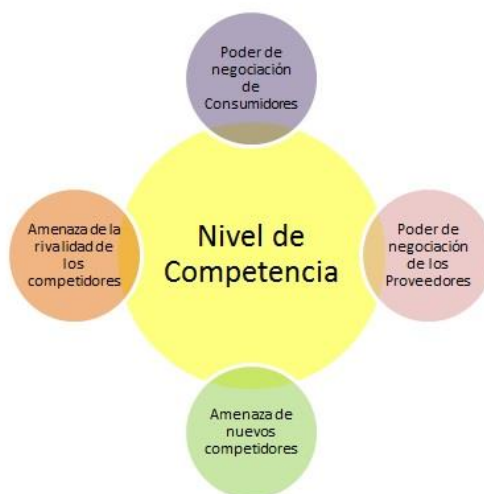 Poder de
negociación
de
Consumidores
Amenaza de la
rivalidad de
los
competidores
Nivel de
Competencia
Poder de
negociación
de los
Proveedores
Amenaza de
nuevos
competidores